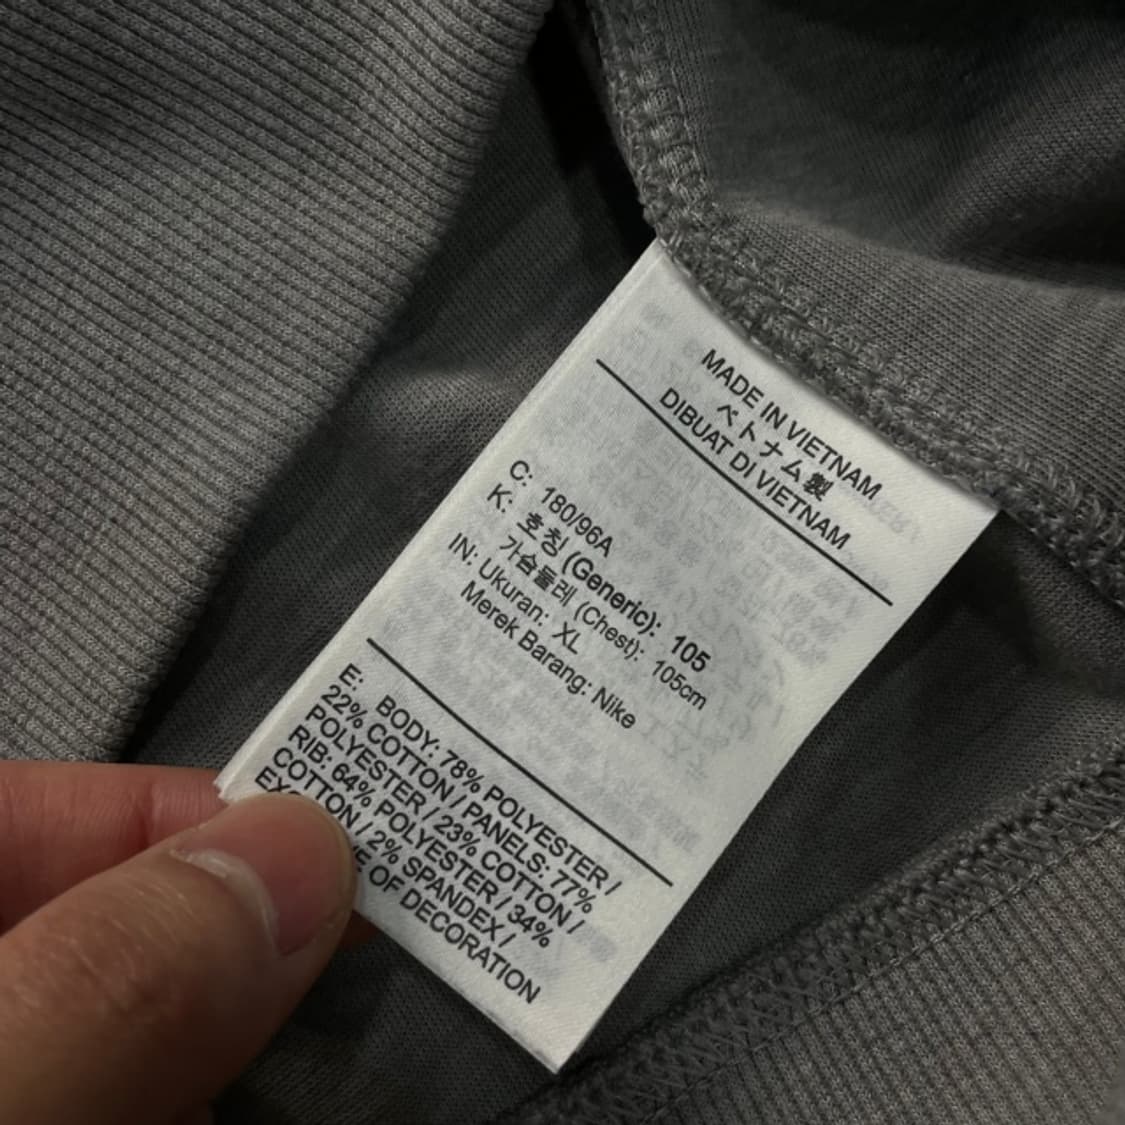 MADE IN VIETNAM
ベトナム製
DIBUAT DI VIETNAM
C: 180/96A
K: 호칭 (Generic): 105
가슴둘레 (Chest): 105cm
IN: Ukuran: XL
Merek Barang: Nike
E: BODY: 78% POLYESTER /
22% COTTON / PANELS: 77%
POLYESTER / 23% COTTON /
RIB: 64% POLYESTER / 34%
COTTON / 2% SPANDEX /
OF DECORATION